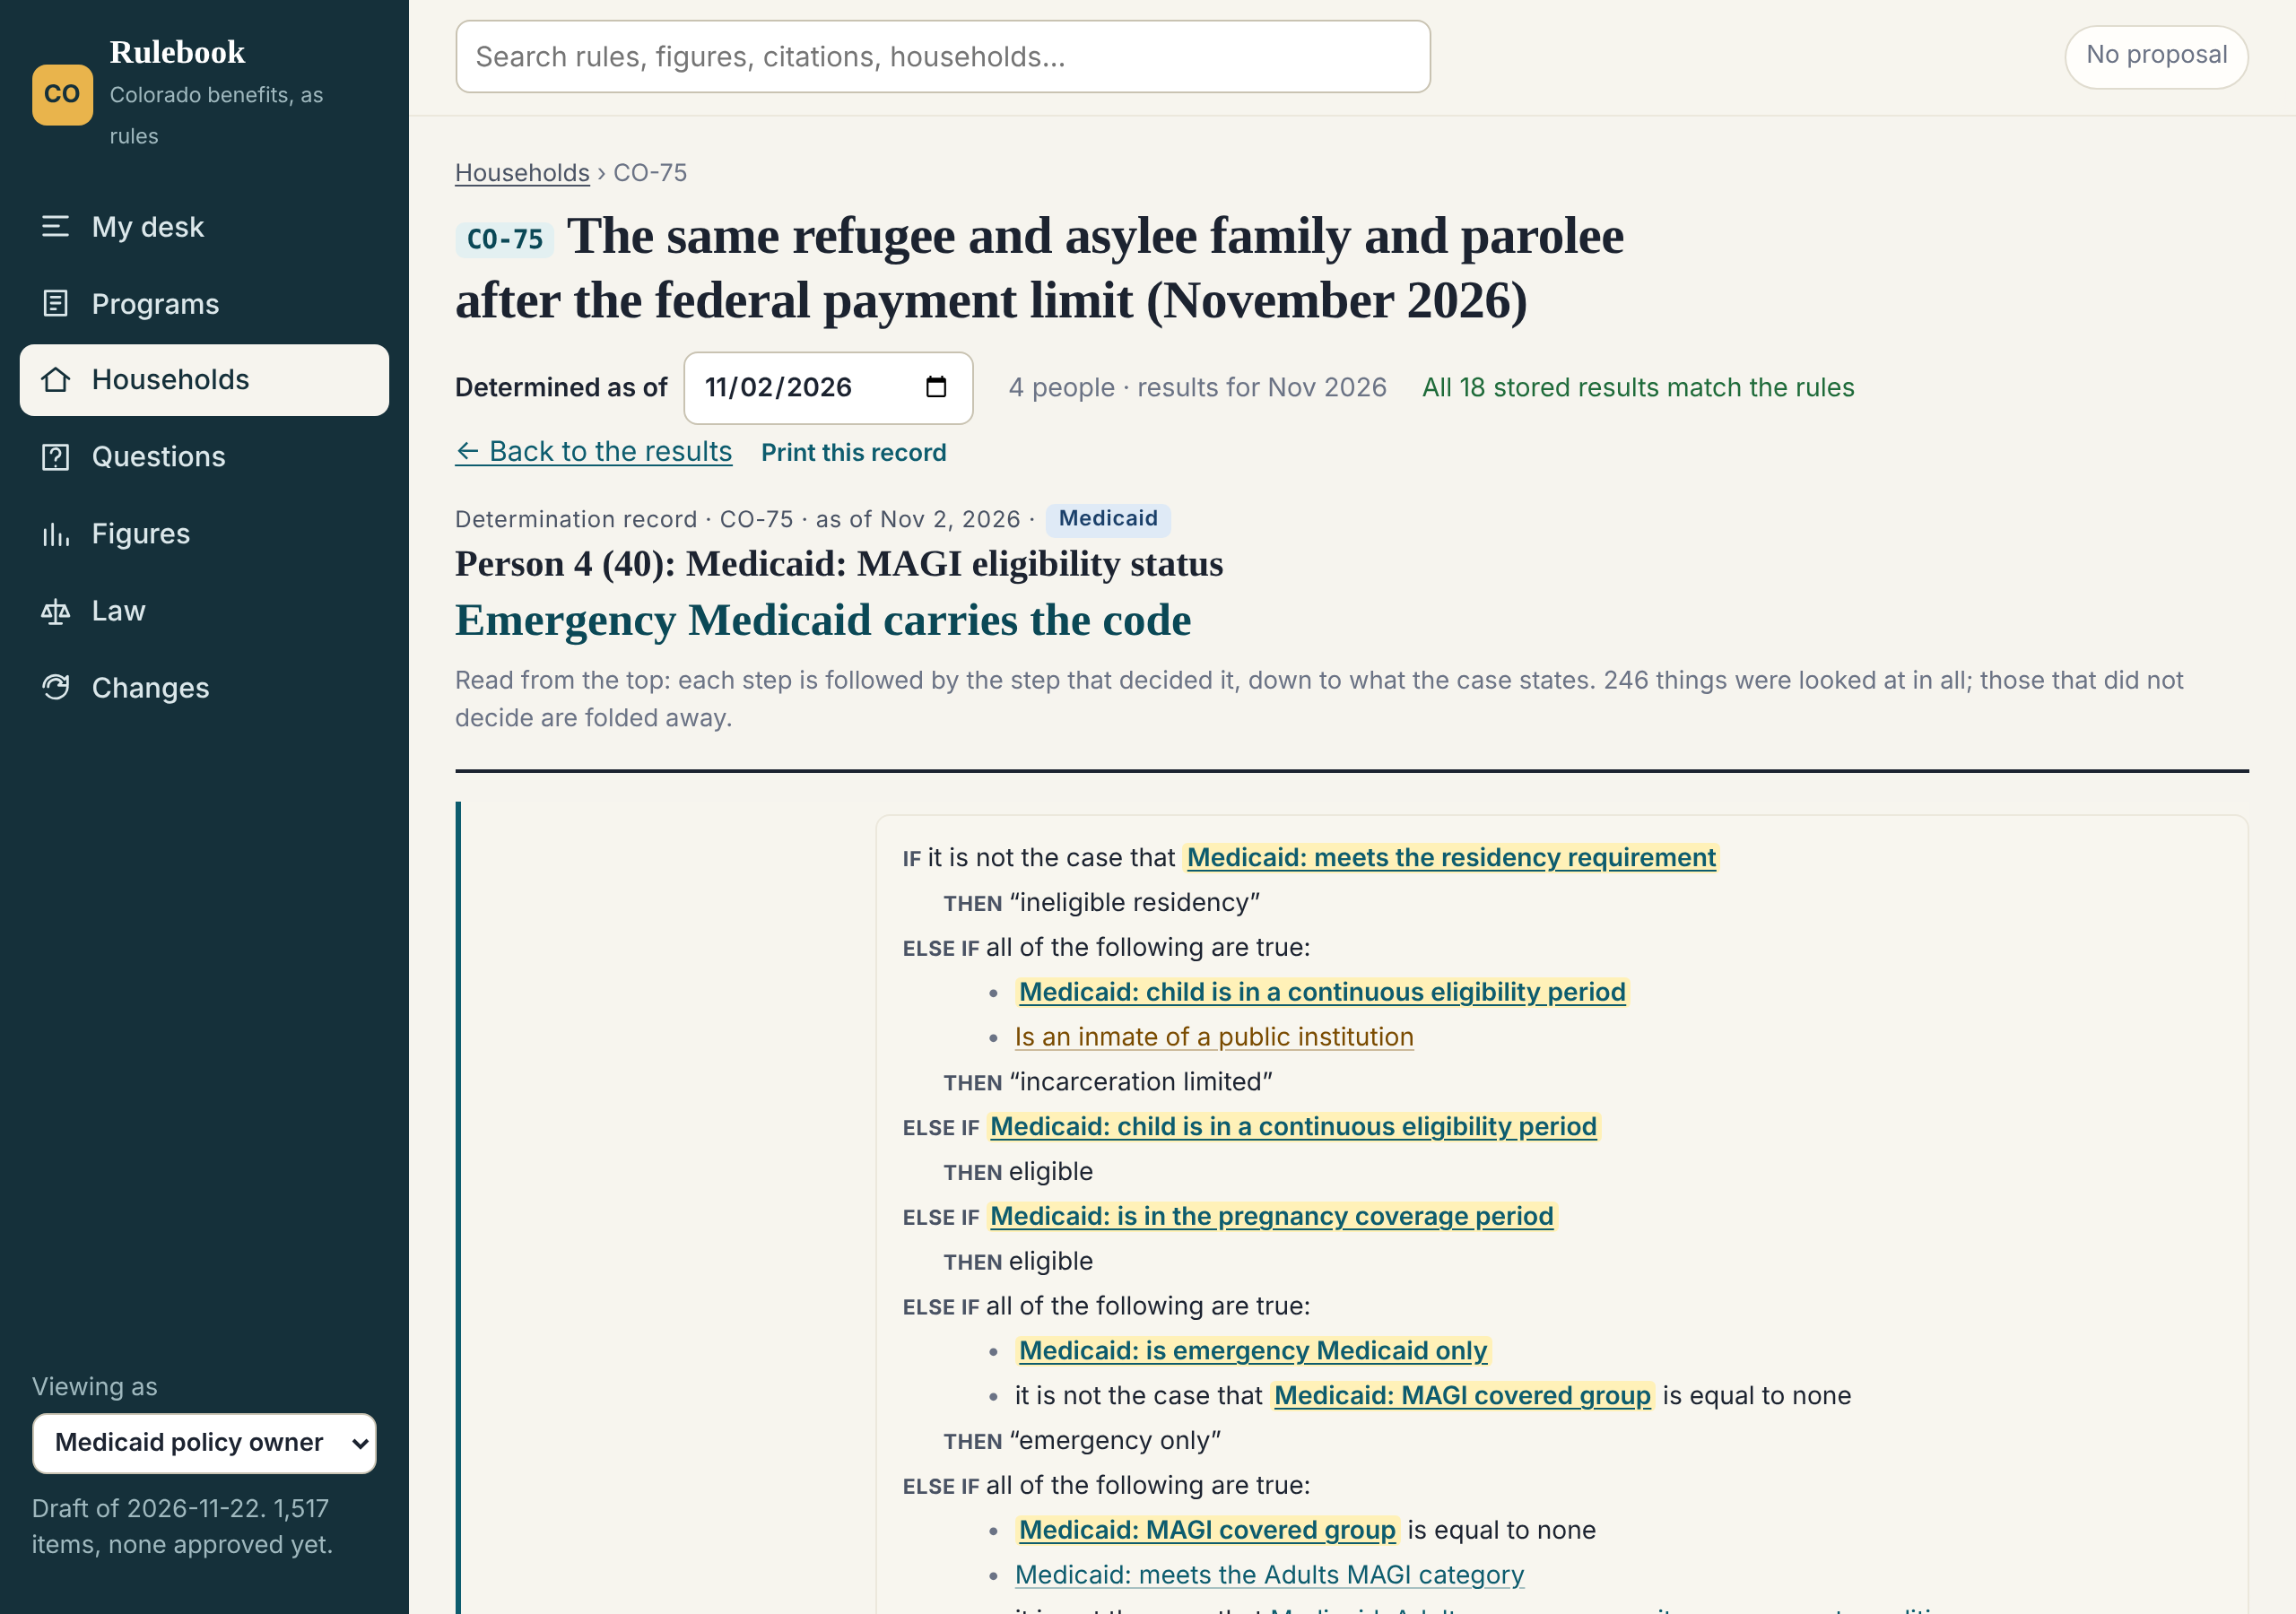 CO
Rulebook
Colorado benefits, as
rules
My desk
Programs
Households
Questions
Figures
Law
Changes
Viewing as
Medicaid policy owner
Draft of 2026-11-22. 1,517
items, none approved yet.
Search rules, figures, citations, households...
No proposal
Households › CO-75
CO-75 The same refugee and asylee family and parolee
after the federal payment limit (November 2026)
Determined as of 11/02/2026 4 people · results for Nov 2026 All 18 stored results match the rules
← Back to the results Print this record
Determination record · CO-75 · as of Nov 2, 2026 · Medicaid
Person 4 (40): Medicaid: MAGI eligibility status
Emergency Medicaid carries the code
Read from the top: each step is followed by the step that decided it, down to what the case states. 246 things were looked at in all; those that did not
decide are folded away.
IF it is not the case that Medicaid: meets the residency requirement
THEN “ineligible residency”
ELSE IF all of the following are true:
• Medicaid: child is in a continuous eligibility period
• Is an inmate of a public institution
THEN “incarceration limited”
ELSE IF Medicaid: child is in a continuous eligibility period
THEN eligible
ELSE IF Medicaid: is in the pregnancy coverage period
THEN eligible
ELSE IF all of the following are true:
• Medicaid: is emergency Medicaid only
• it is not the case that Medicaid: MAGI covered group is equal to none
THEN “emergency only”
ELSE IF all of the following are true:
• Medicaid: MAGI covered group is equal to none
• Medicaid: meets the Adults MAGI category